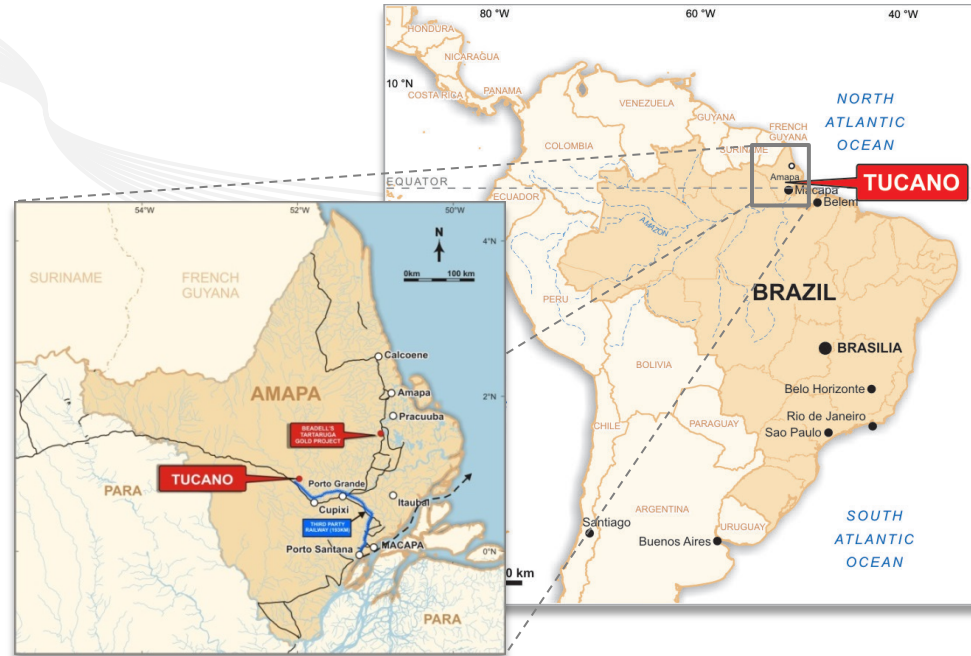 80 °W
60 °W
40 °W
HONDURA
NICARAGUA
10 °N
COSTA RICA
PANAMA
VENEZUELA
GUYANA
FRENCH
GUYANA
SURINAME
COLOMBIA
NORTH
ATLANTIC
OCEAN
EQUATOR
ECUADOR
Amapa
Macapa
TUCANO
Belem
AMAZON
PERU
BRAZIL
BRASILIA
BOLIVIA
Belo Horizonte
Rio de Janeiro
Sao Paulo
PARAGUAY
CHILE
ARGENTINA
Santiago
URUGUAY
Buenos Aires
SOUTH
ATLANTIC
OCEAN
0 km
54°W
52°W
50°W
N
4°N
0km
100 km
SURINAME
FRENCH
GUYANA
Calcoene
AMAPA
Amapa
2°N
Pracuuba
BEADELL'S
TARTARUGA
GOLD PROJECT
TUCANO
Porto Grande
PARA
Cupixi
Itaubal
THIRD PARTY
Porto Santana
MACAPA
0°N
PARA